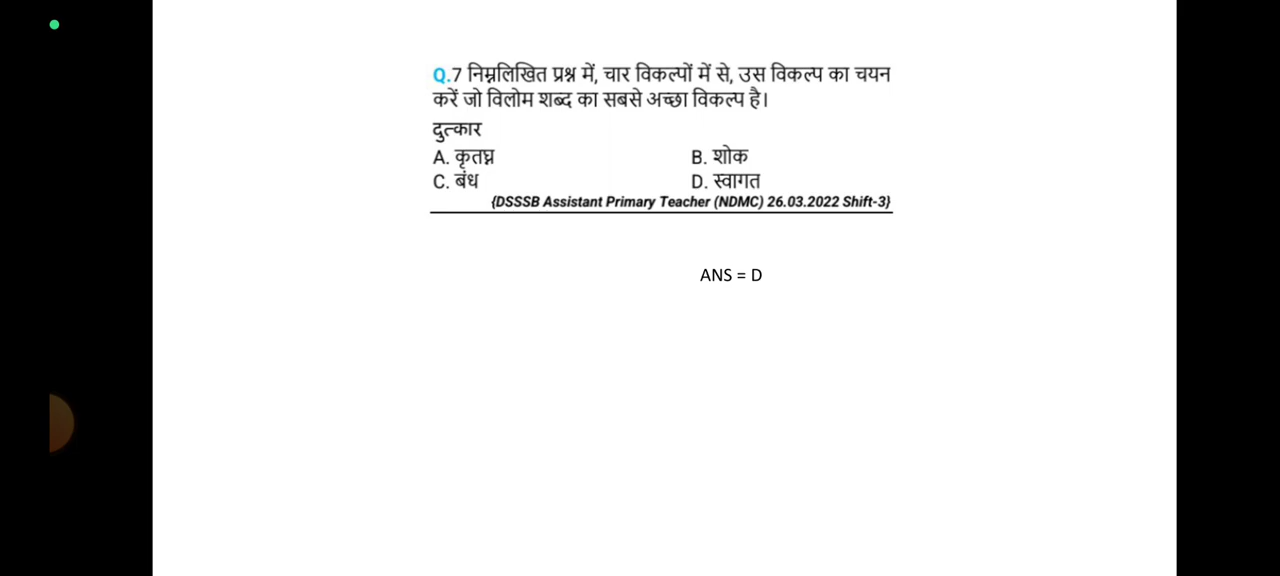 Q.7 निम्नलिखित प्रश्न में, चार विकल्पों में से, उस विकल्प का चयन
करें जो विलोम शब्द का सबसे अच्छा विकल्प है।
दुत्कार
A. कृतघ्न B. शोक
C. बंध D. स्वागत
{DSSSB Assistant Primary Teacher (NDMC) 26.03.2022 Shift-3}
ANS = D